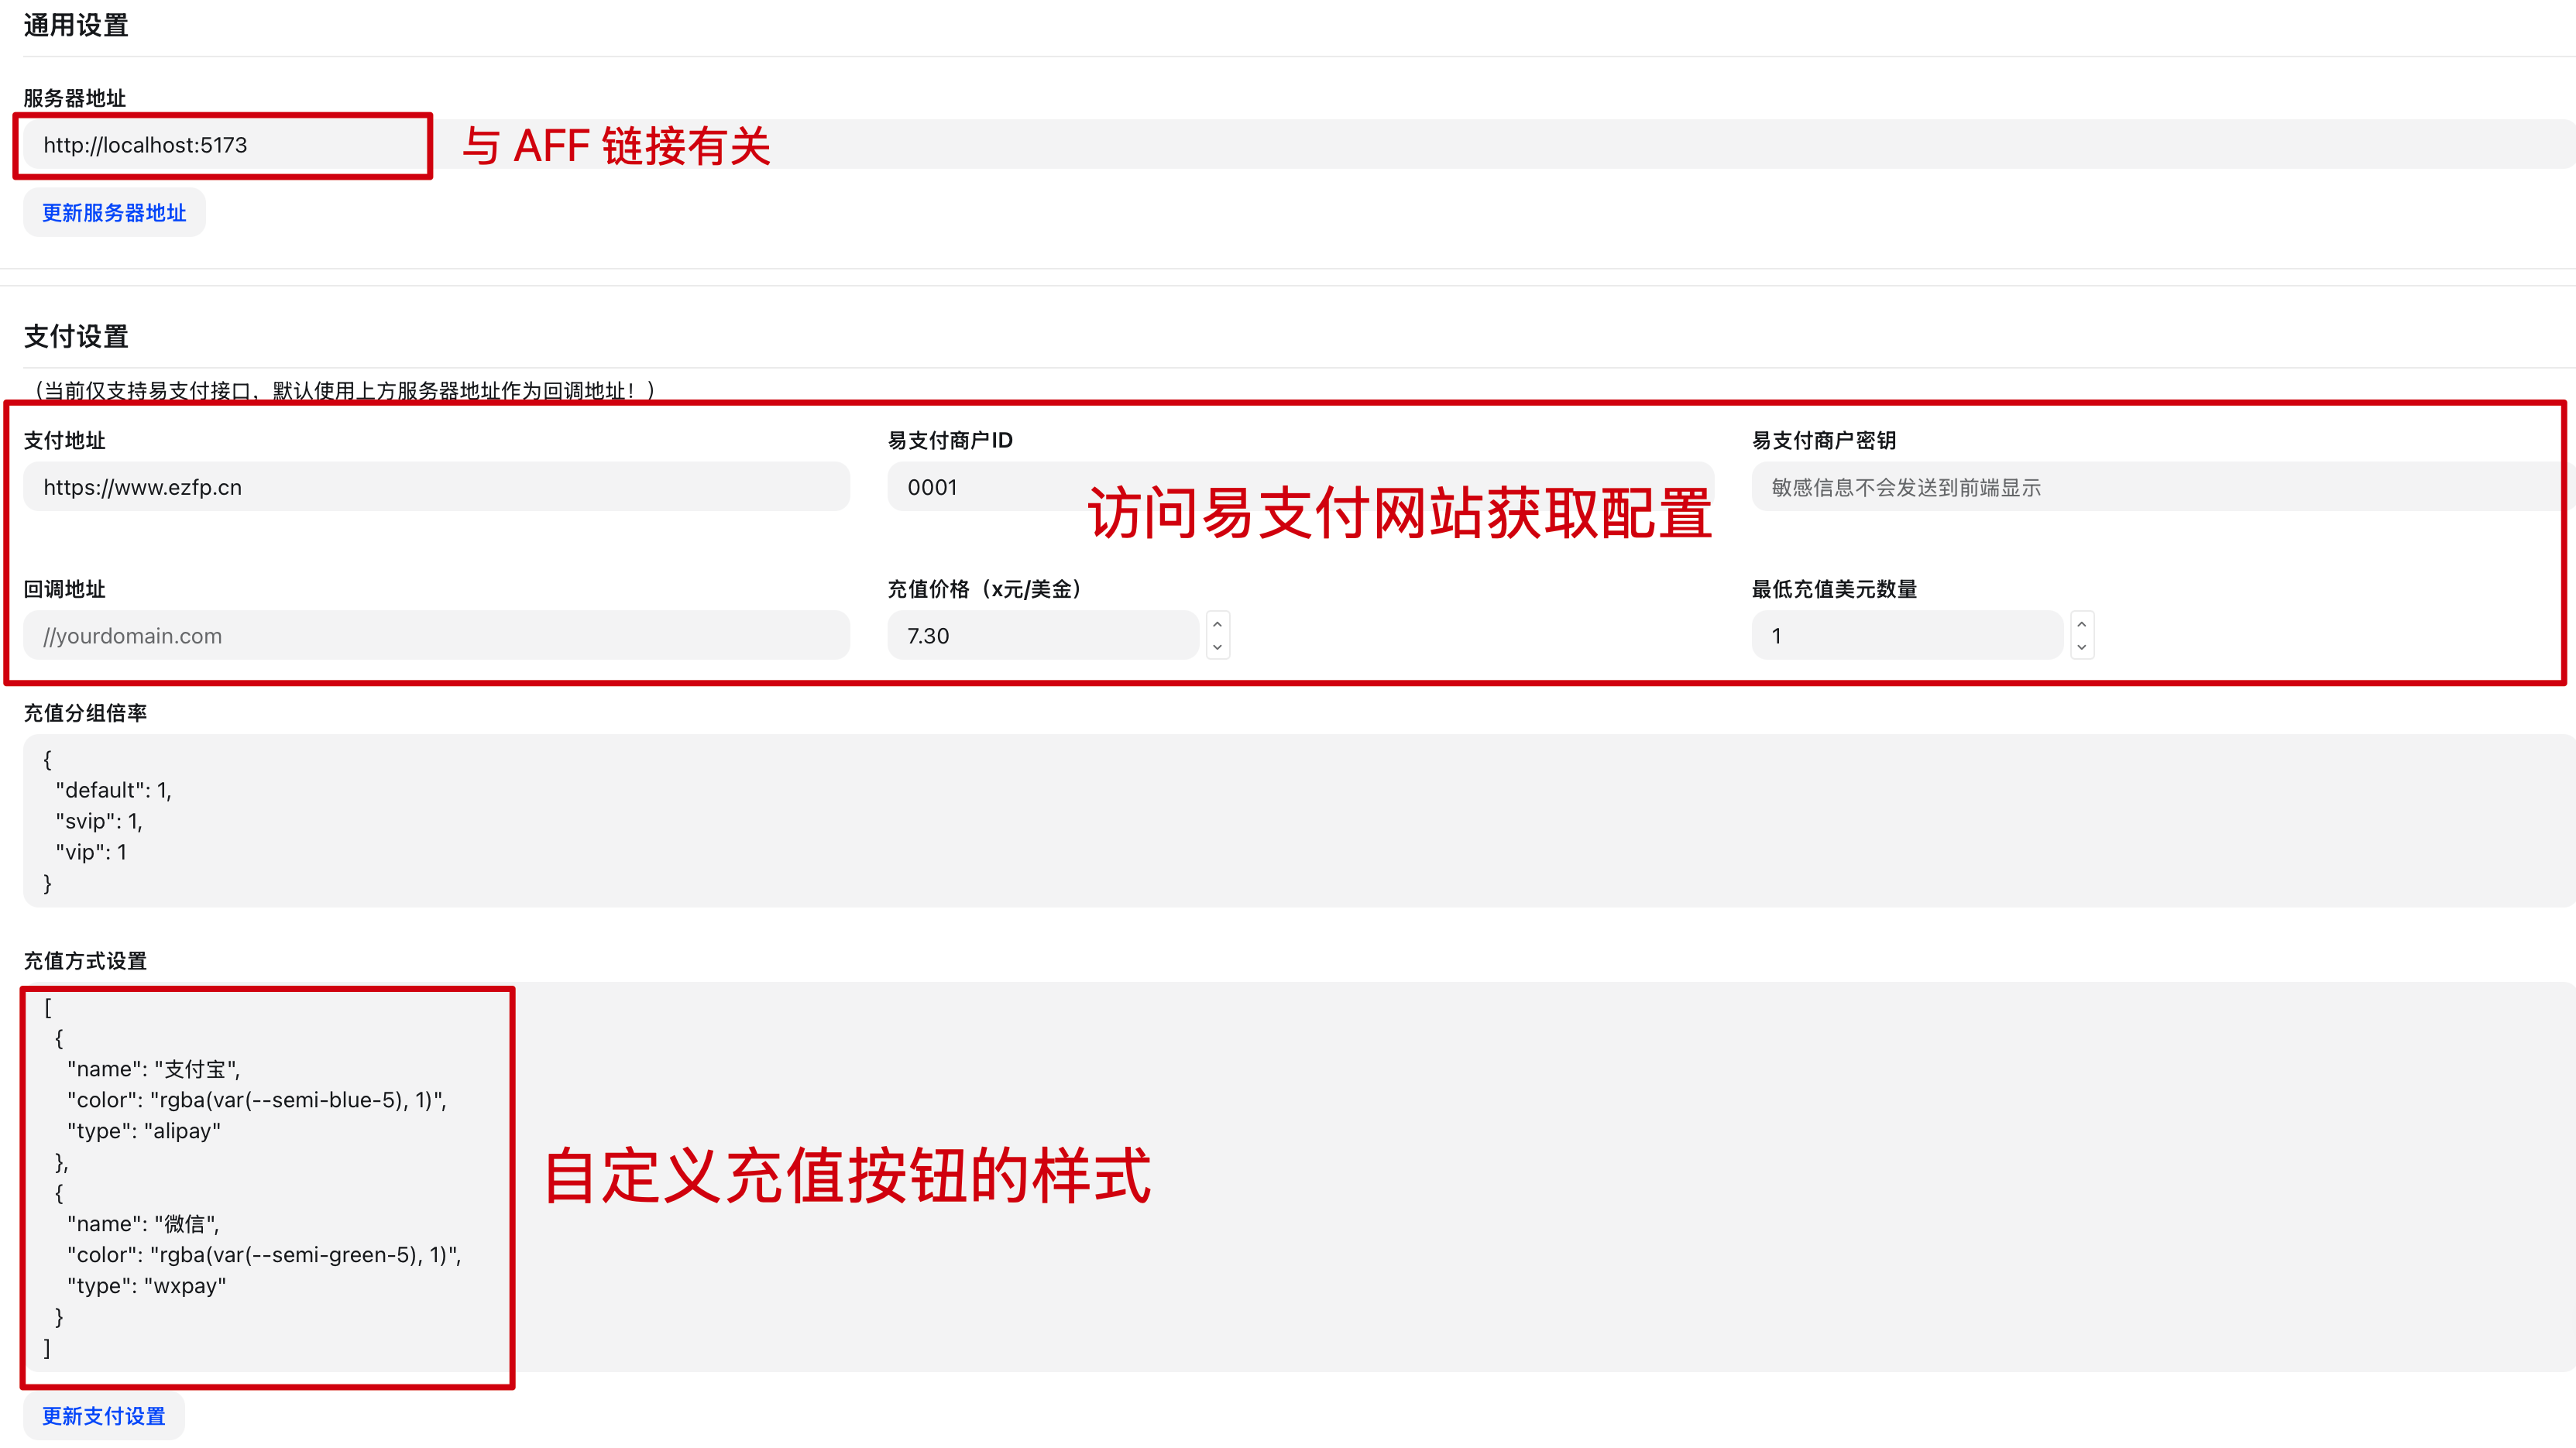 通用设置
服务器地址
http://localhost:5173
与 AFF 链接有关
更新服务器地址
支付设置
（当前仅支持易支付接口，默认使用上方服务器地址作为回调地址！）
支付地址
易支付商户ID
易支付商户密钥
https://www.ezfp.cn
0001
敏感信息不会发送到前端显示
访问易支付网站获取配置
回调地址
充值价格（x元/美金）
最低充值美元数量
//yourdomain.com
7.30
1
充值分组倍率
{
"default": 1,
"svip": 1,
"vip": 1
}
充值方式设置
[
{
"name": "支付宝",
"color": "rgba(var(--semi-blue-5), 1)",
"type": "alipay"
},
{
"name": "微信",
"color": "rgba(var(--semi-green-5), 1)",
"type": "wxpay"
}
]
自定义充值按钮的样式
更新支付设置